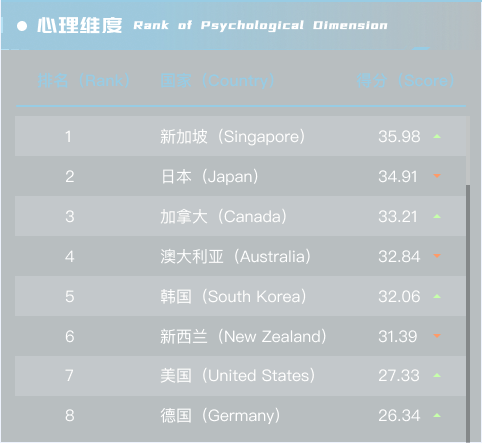 心理维度 Rank of Psychological Dimension
排名（Rank） 国家（Country） 得分（Score）
1 新加坡（Singapore） 35.98
2 日本（Japan） 34.91
3 加拿大（Canada） 33.21
4 澳大利亚（Australia） 32.84
5 韩国（South Korea） 32.06
6 新西兰（New Zealand） 31.39
7 美国（United States） 27.33
8 德国（Germany） 26.34